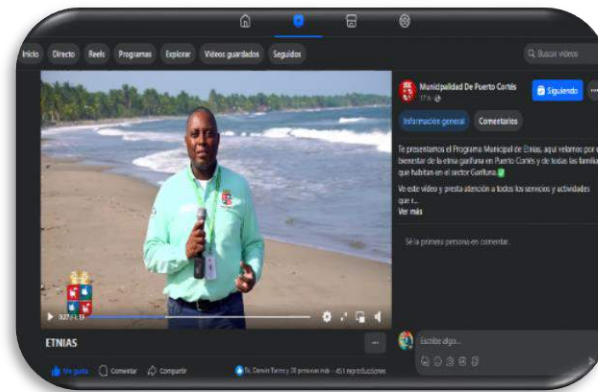 Inicio Directo Reels Programas Explorar Videos guardados Seguidos
Buscar videos
Municipalidad De Puerto Cortés
Siguiendo
Información general Comentarios
Te presentamos el Programa Municipal de Etnias, aquí velamos por el
bienestar de la etnia garífuna en Puerto Cortés y de todas las familia
que habitan en el sector Garífuna.
Ve este video y presta atención a todos los servicios y actividades
que r...
Ver más
Sé la primera persona en comentar.
ETNIAS
Me gusta Comentar Compartir
personas más · 451 reproducciones
Escribe algo...